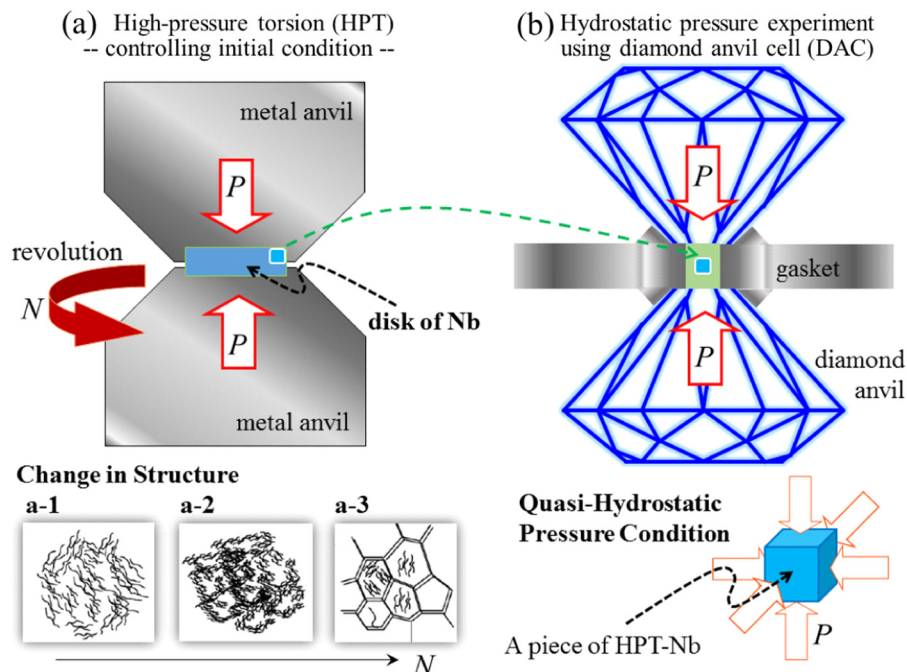 (a) High-pressure torsion (HPT)
-- controlling initial condition --
metal anvil
P
revolution
N
disk of Nb
P
metal anvil
Change in Structure
a-1 a-2 a-3
N
(b) Hydrostatic pressure experiment
using diamond anvil cell (DAC)
P
gasket
P
diamond
anvil
Quasi-Hydrostatic
Pressure Condition
A piece of HPT-Nb
P